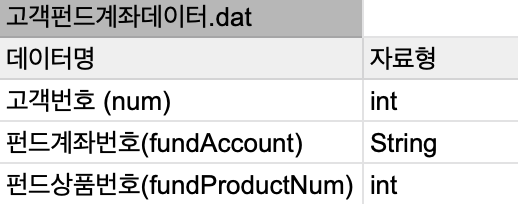 고객펀드계좌데이터.dat
데이터명 자료형
고객번호 (num) int
펀드계좌번호(fundAccount) String
펀드상품번호(fundProductNum) int